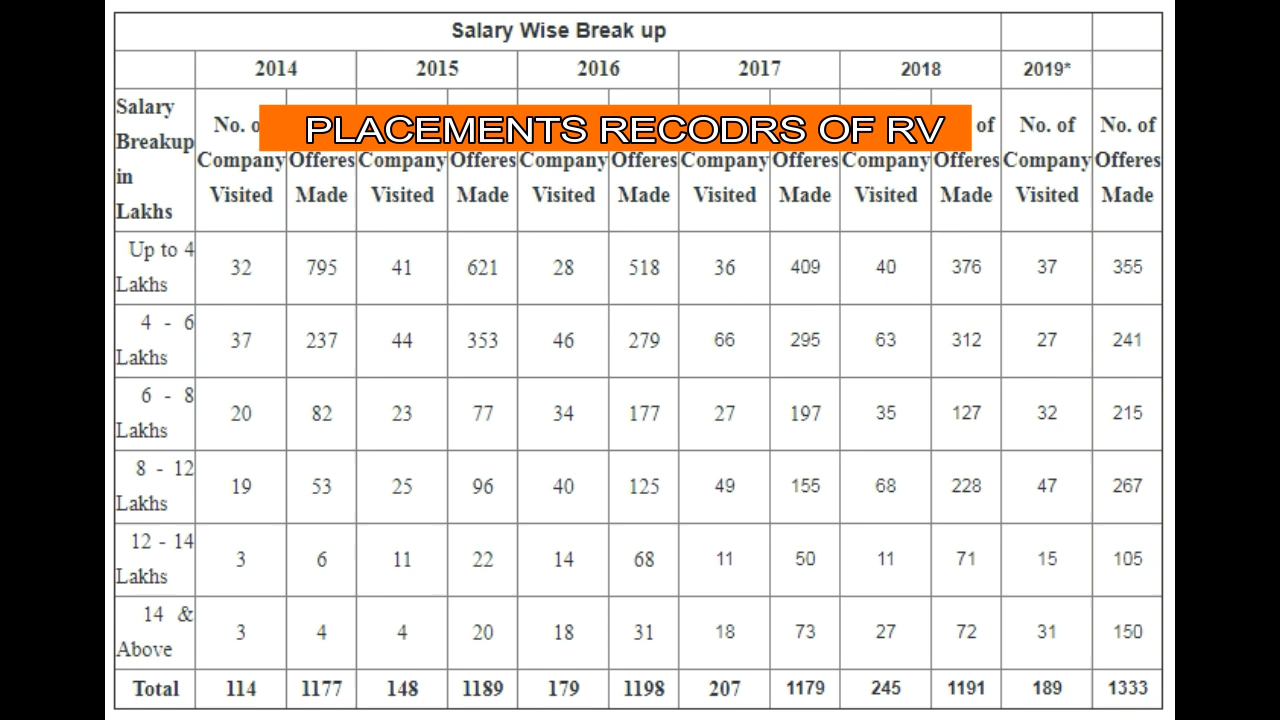 Salary Wise Break up
2014 2015 2016 2017 2018 2019*
PLACEMENTS RECODRS OF RV
Salary No. of No. of No. of
Breakup Company Offeres Company Offeres Company Offeres Company Offeres Company Offeres Company Offeres
in Visited Made Visited Made Visited Made Visited Made Visited Made Visited Made
Lakhs
Up to 4
Lakhs 32 795 41 621 28 518 36 409 40 376 37 355
4 - 6
Lakhs 37 237 44 353 46 279 66 295 63 312 27 241
6 - 8
Lakhs 20 82 23 77 34 177 27 197 35 127 32 215
8 - 12
Lakhs 19 53 25 96 40 125 49 155 68 228 47 267
12 - 14
Lakhs 3 6 11 22 14 68 11 50 11 71 15 105
14 &
Above 3 4 4 20 18 31 18 73 27 72 31 150
Total 114 1177 148 1189 179 1198 207 1179 245 1191 189 1333